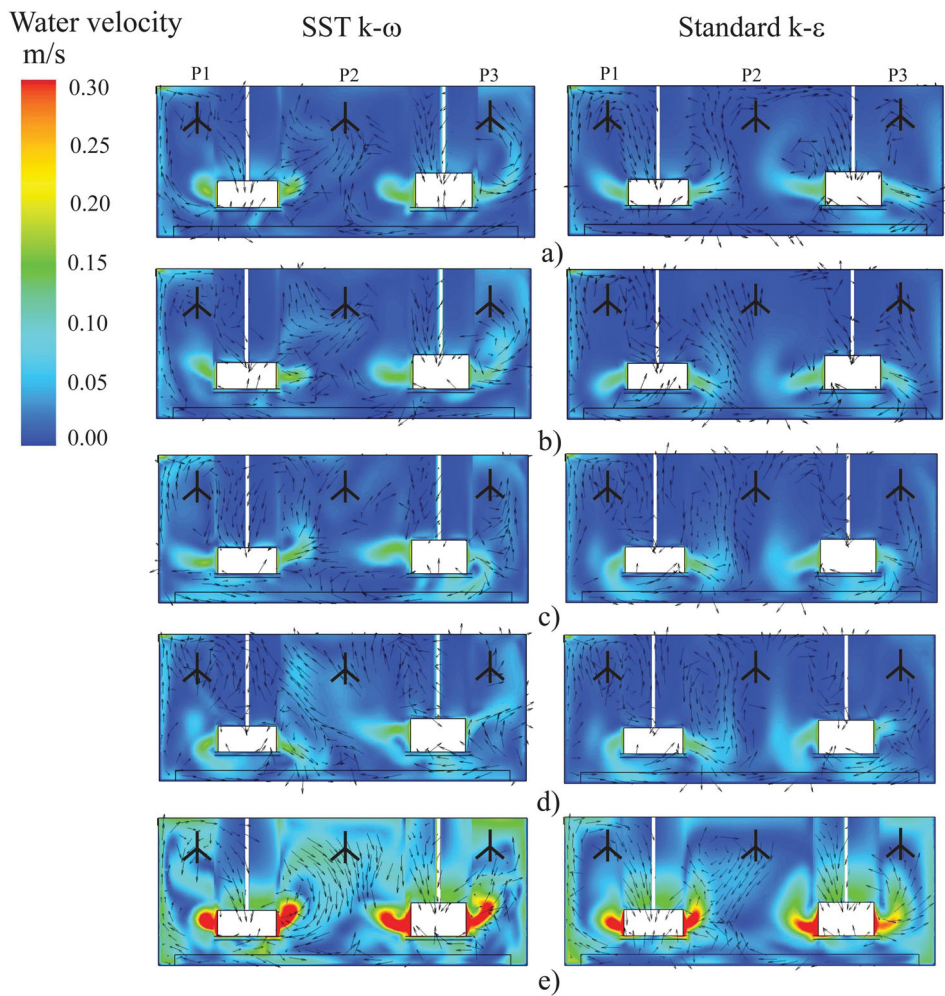 Water velocity
m/s
SST k-ω
Standard k-ε
P1
P2
P3
P1
P2
P3
0.30
0.25
0.20
0.15
0.10
0.05
0.00
a)
b)
c)
d)
e)